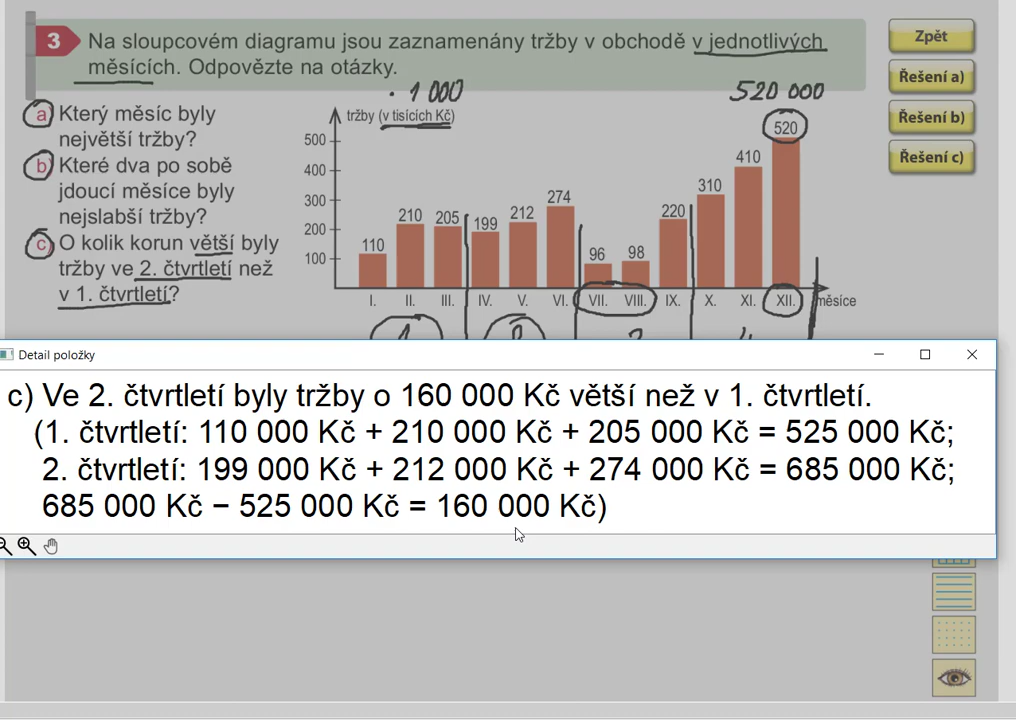 3 Na sloupcovém diagramu jsou zaznamenány tržby v obchodě v jednotlivých
měsících. Odpovězte na otázky.
Zpět
Řešení a)
Řešení b)
Řešení c)
a) Který měsíc byly
největší tržby?
b) Které dva po sobě
jdoucí měsíce byly
nejslabší tržby?
c) O kolik korun větší byly
tržby ve 2. čtvrtletí než
v 1. čtvrtletí?
· 1 000
520 000
tržby (v tisících Kč)
500
400
300
200
100
110 210 205 199 212 274 96 98 220 310 410 520
I. II. III. IV. V. VI. VII. VIII. IX. X. XI. XII. měsíce
Detail položky
c) Ve 2. čtvrtletí byly tržby o 160 000 Kč větší než v 1. čtvrtletí.
(1. čtvrtletí: 110 000 Kč + 210 000 Kč + 205 000 Kč = 525 000 Kč;
2. čtvrtletí: 199 000 Kč + 212 000 Kč + 274 000 Kč = 685 000 Kč;
685 000 Kč − 525 000 Kč = 160 000 Kč)